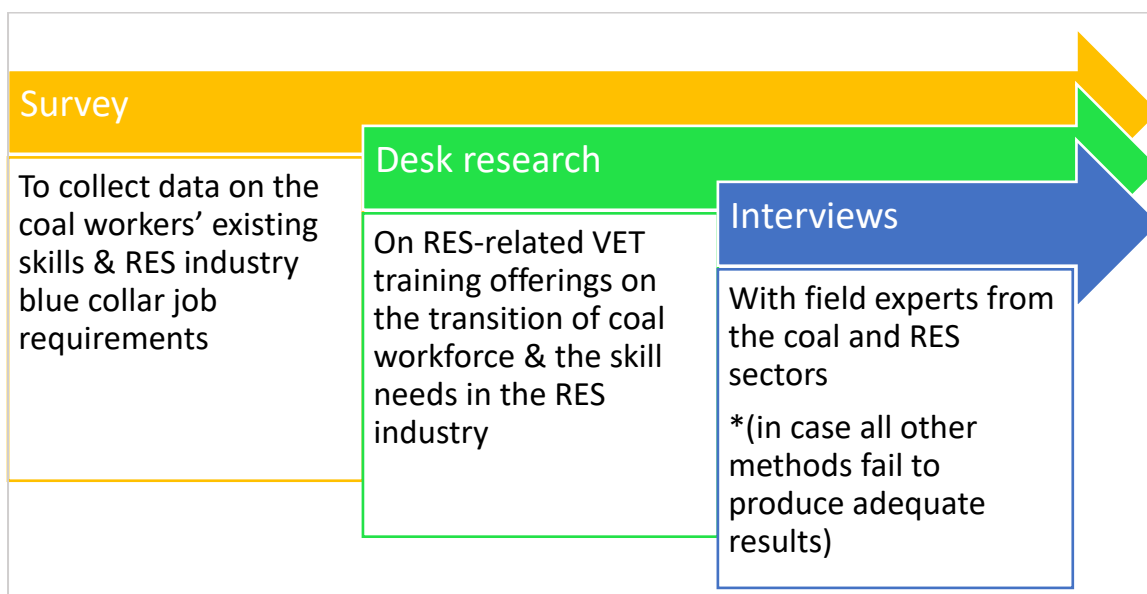 Survey
To collect data on the
coal workers’ existing
skills & RES industry
blue collar job
requirements
Desk research
On RES-related VET
training offerings on
the transition of coal
workforce & the skill
needs in the RES
industry
Interviews
With field experts from
the coal and RES
sectors
*(in case all other
methods fail to
produce adequate
results)